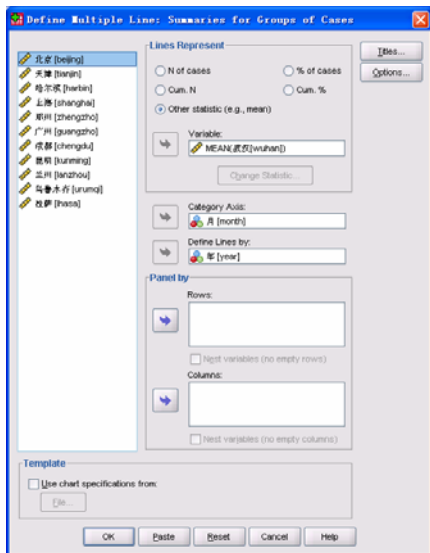 Define Multiple Line: Summaries for Groups of Cases
北京 [beijing]
天津 [tianjin]
哈尔滨 [harbin]
上海 [shanghai]
郑州 [zhengzho]
广州 [guangzho]
成都 [chengdu]
昆明 [kunming]
兰州 [lanzhou]
乌鲁木齐 [urumqi]
拉萨 [lhasa]
Lines Represent
N of cases
% of cases
Cum. N
Cum. %
Other statistic (e.g., mean)
Variable:
MEAN(武汉[wuhan])
Change Statistic...
Category Axis:
月 [month]
Define Lines by:
年 [year]
Panel by
Rows:
Nest variables (no empty rows)
Columns:
Nest variables (no empty columns)
Titles...
Options...
Template
Use chart specifications from:
File...
OK
Paste
Reset
Cancel
Help